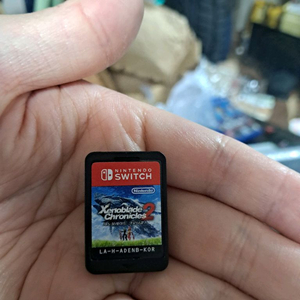 NINTENDO
SWITCH
Nintendo
Xenoblade
Chronicles 2
LA-H-ADENB-KOR